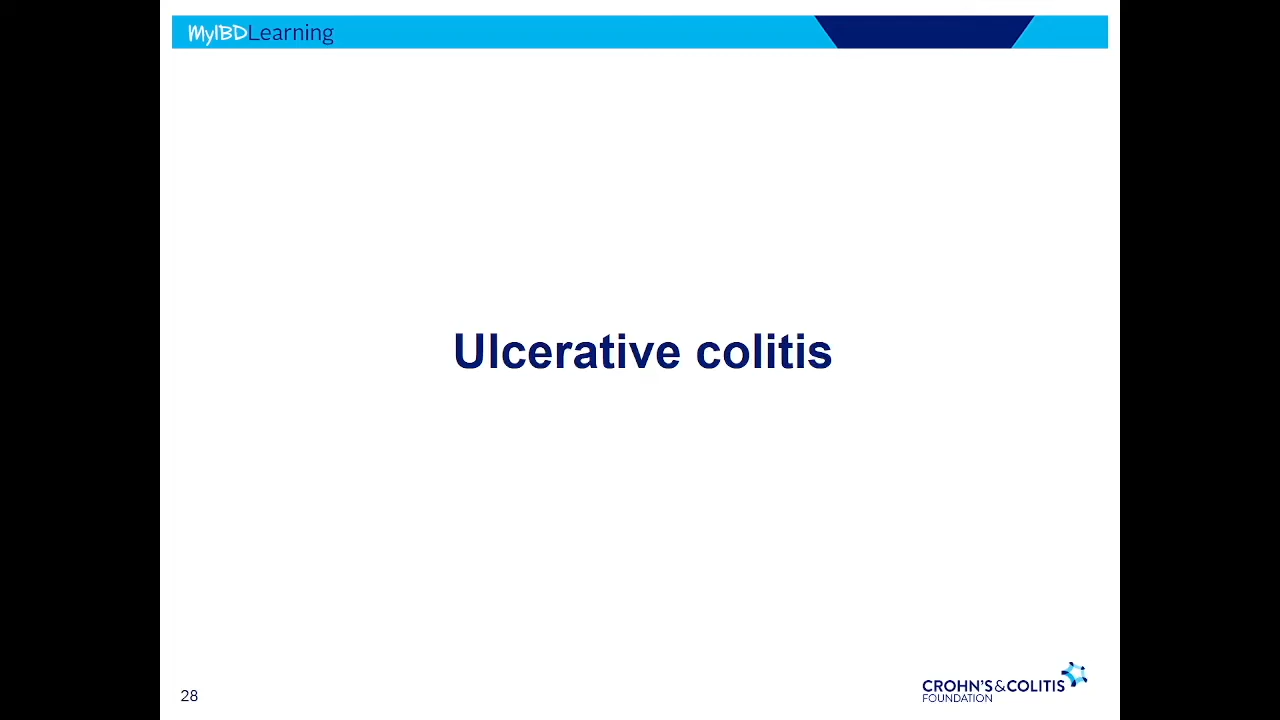 MyIBDLearning
Ulcerative colitis
28
CROHN'S&COLITIS
FOUNDATION